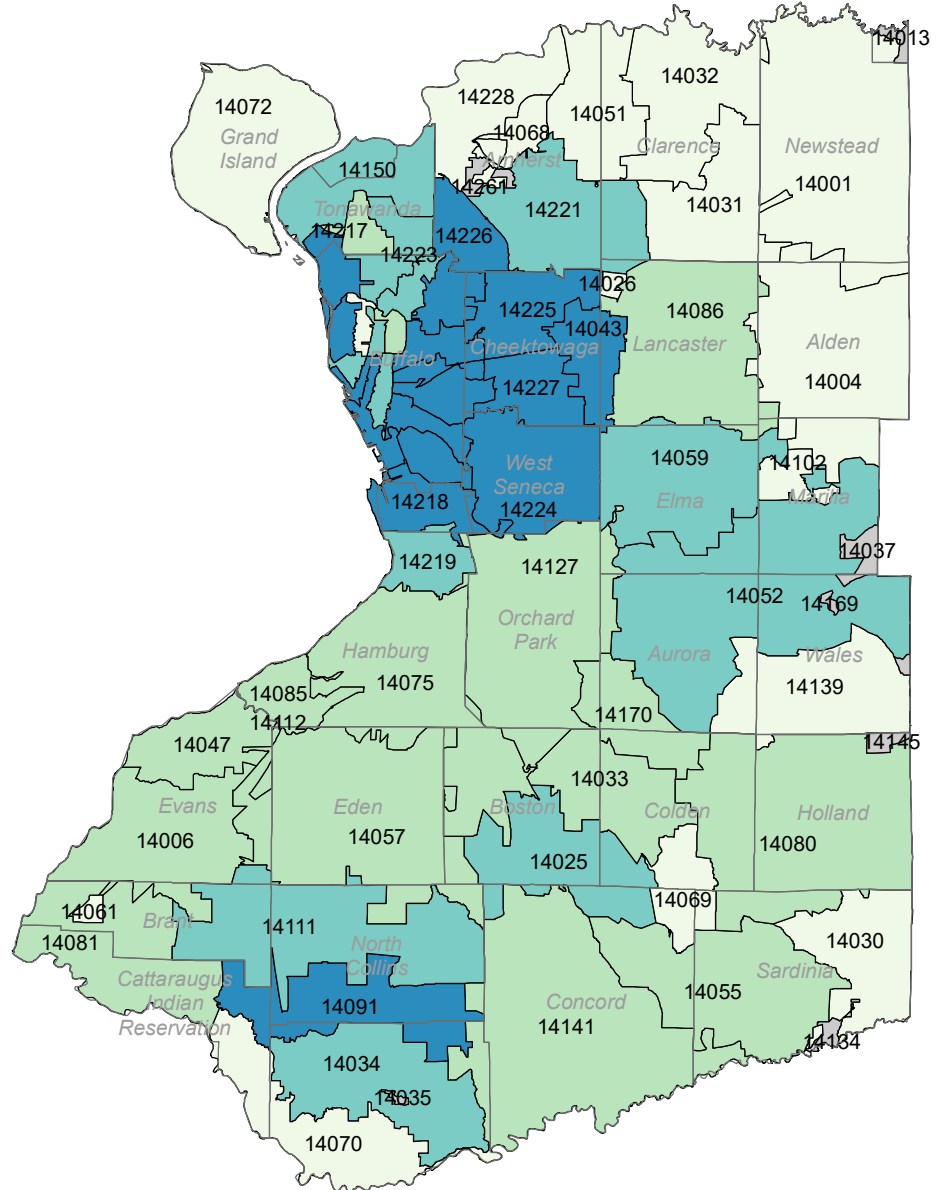 14013
14032
14072
14228
14051
14068
Grand
Island
Clarence
Newstead
Amherst
14150
14261
14001
14031
Tonawanda
14221
14217
14226
14223
14026
14225
14086
14043
Buffalo
Cheektowaga
Lancaster
Alden
14227
14004
14059
14102
West
Seneca
Elma
Marilla
14218
14224
14037
14219
14127
14052
14169
Orchard
Park
Hamburg
Aurora
Wales
14075
14139
14085
14170
14112
14047
14145
14033
Evans
Eden
Boston
Colden
Holland
14006
14057
14080
14025
14069
14061
Brant
14111
14081
North
Collins
14030
Cattaraugus
Indian
Reservation
Sardinia
14055
14091
Concord
14141
14134
14034
14035
14070